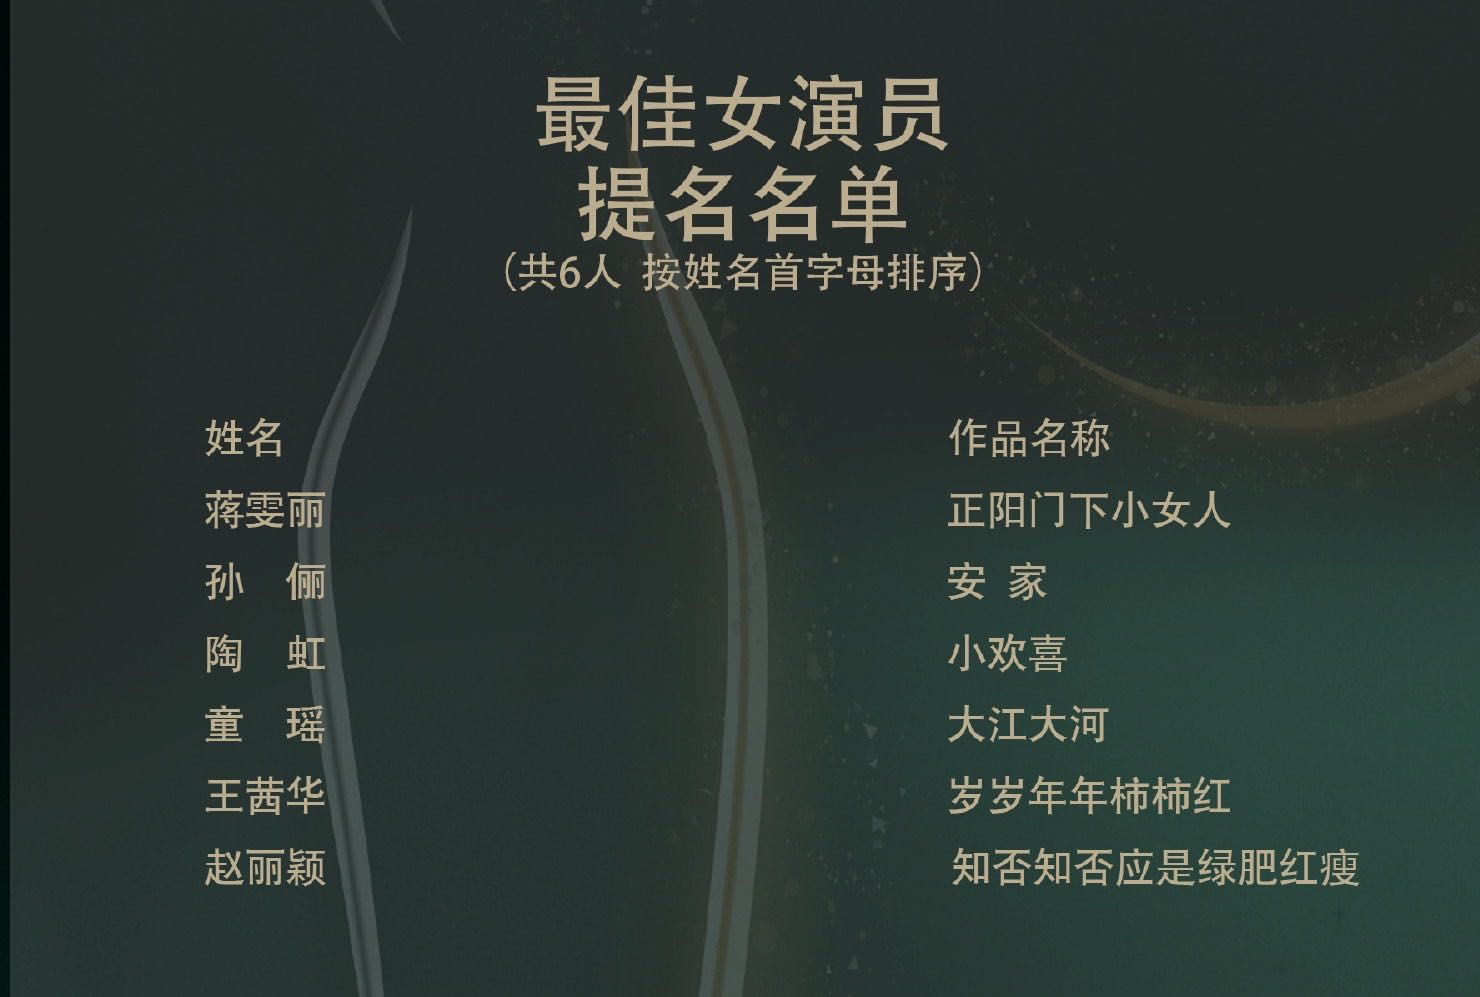 最佳女演员
提名名单
（共6人 按姓名首字母排序）
姓名 作品名称
蒋雯丽 正阳门下小女人
孙 俪 安 家
陶 虹 小欢喜
童 瑶 大江大河
王茜华 岁岁年年柿柿红
赵丽颖 知否知否应是绿肥红瘦